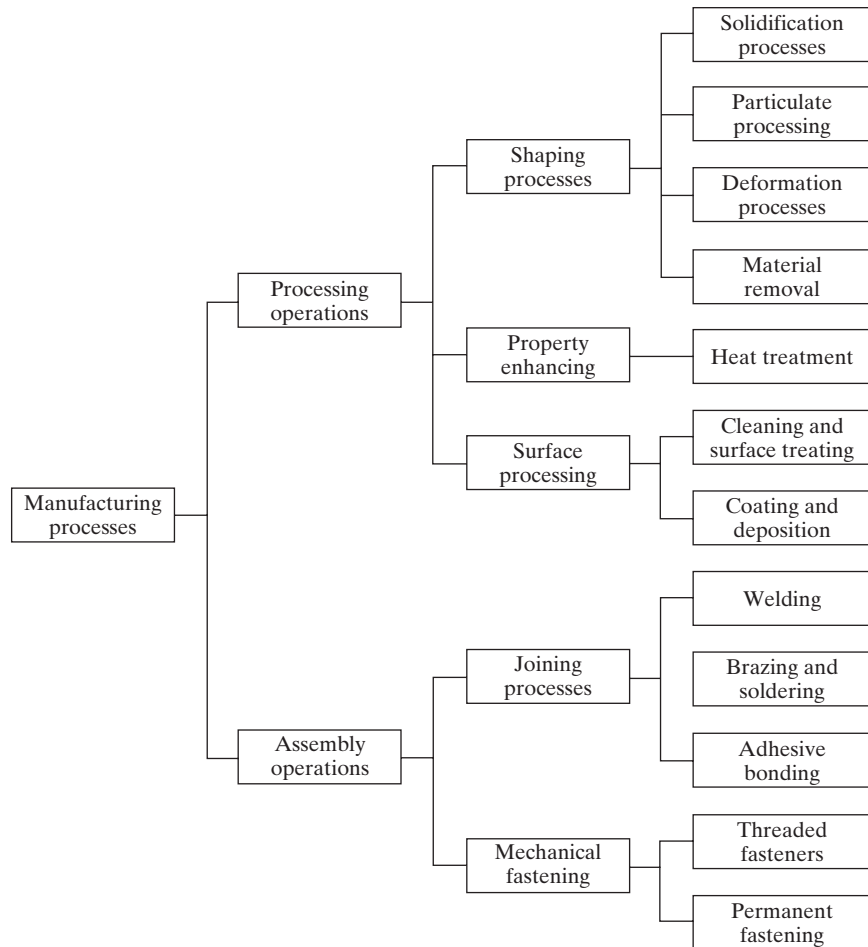 Solidification
processes
Particulate
processing
Shaping
processes
Deformation
processes
Material
removal
Processing
operations
Property
enhancing
Heat treatment
Cleaning and
surface treating
Surface
processing
Manufacturing
processes
Coating and
deposition
Welding
Joining
processes
Brazing and
soldering
Assembly
operations
Adhesive
bonding
Threaded
fasteners
Mechanical
fastening
Permanent
fastening